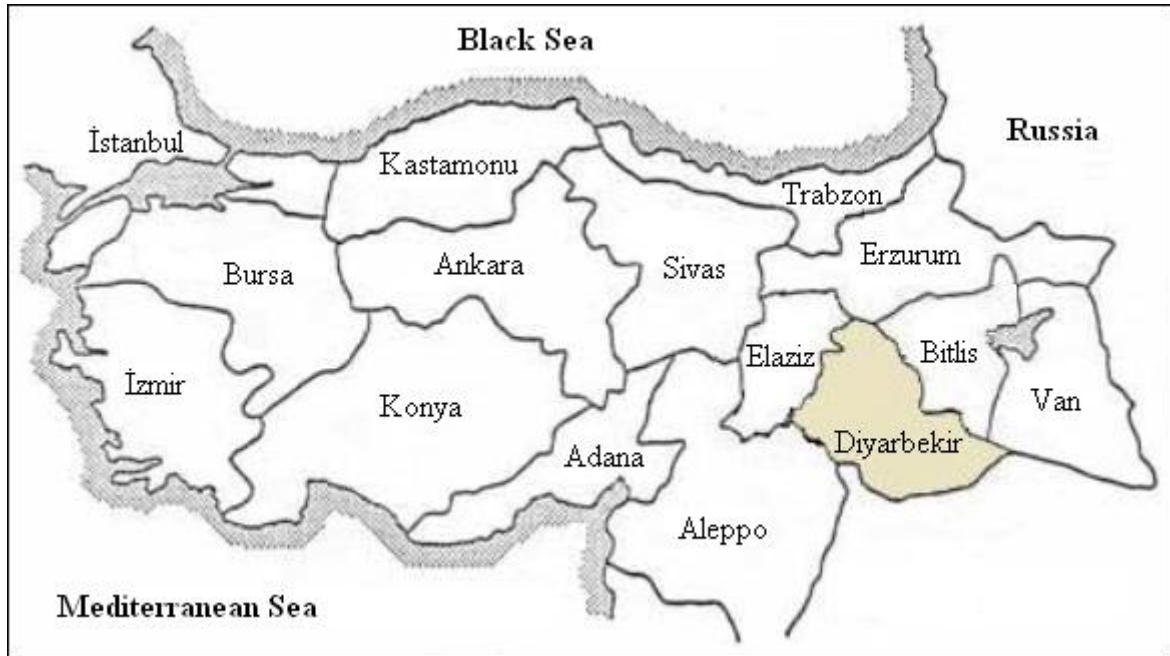 Black Sea
Russia
İstanbul
Kastamonu
Trabzon
Erzurum
Bursa
Ankara
Sivas
Elaziz
Bitlis
İzmir
Konya
Van
Diyarbekir
Adana
Aleppo
Mediterranean Sea